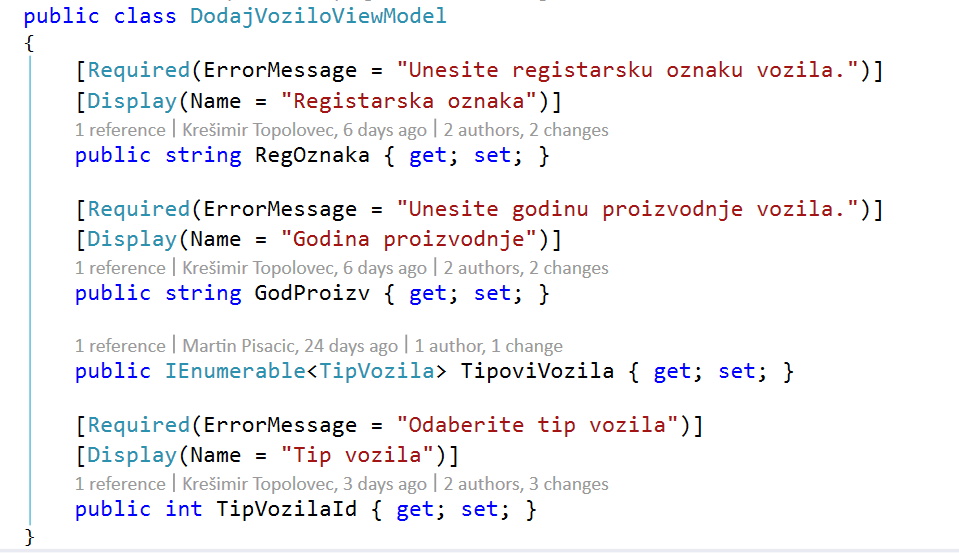 public class DodajVoziloViewModel
{
[Required(ErrorMessage = "Unesite registarsku oznaku vozila.")]
[Display(Name = "Registarska oznaka")]
1 reference | Krešimir Topolovec, 6 days ago | 2 authors, 2 changes
public string RegOznaka { get; set; }
[Required(ErrorMessage = "Unesite godinu proizvodnje vozila.")]
[Display(Name = "Godina proizvodnje")]
1 reference | Krešimir Topolovec, 6 days ago | 2 authors, 2 changes
public string GodProizv { get; set; }
1 reference | Martin Pisacic, 24 days ago | 1 author, 1 change
public IEnumerable<TipVozila> TipoviVozila { get; set; }
[Required(ErrorMessage = "Odaberite tip vozila")]
[Display(Name = "Tip vozila")]
1 reference | Krešimir Topolovec, 3 days ago | 2 authors, 3 changes
public int TipVozilaId { get; set; }
}